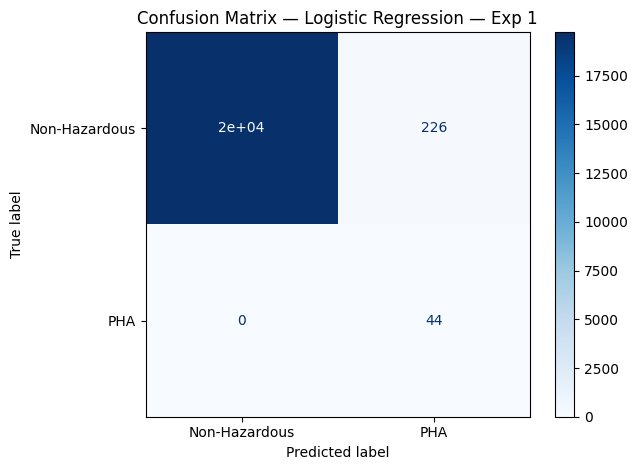 Confusion Matrix — Logistic Regression — Exp 1
True label
Non-Hazardous
PHA
2e+04
226
0
44
Non-Hazardous
PHA
Predicted label
17500
15000
12500
10000
7500
5000
2500
0